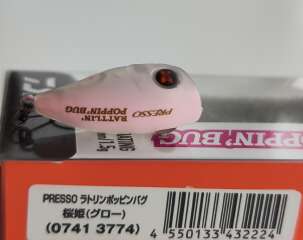 RATTLIN'
POPPIN' BUG
PRESSO
OPPIN' BUG
PRESSO ラトリンポッピンバグ
桜姫(グロー)
(0741 3774)
4 550133 432224